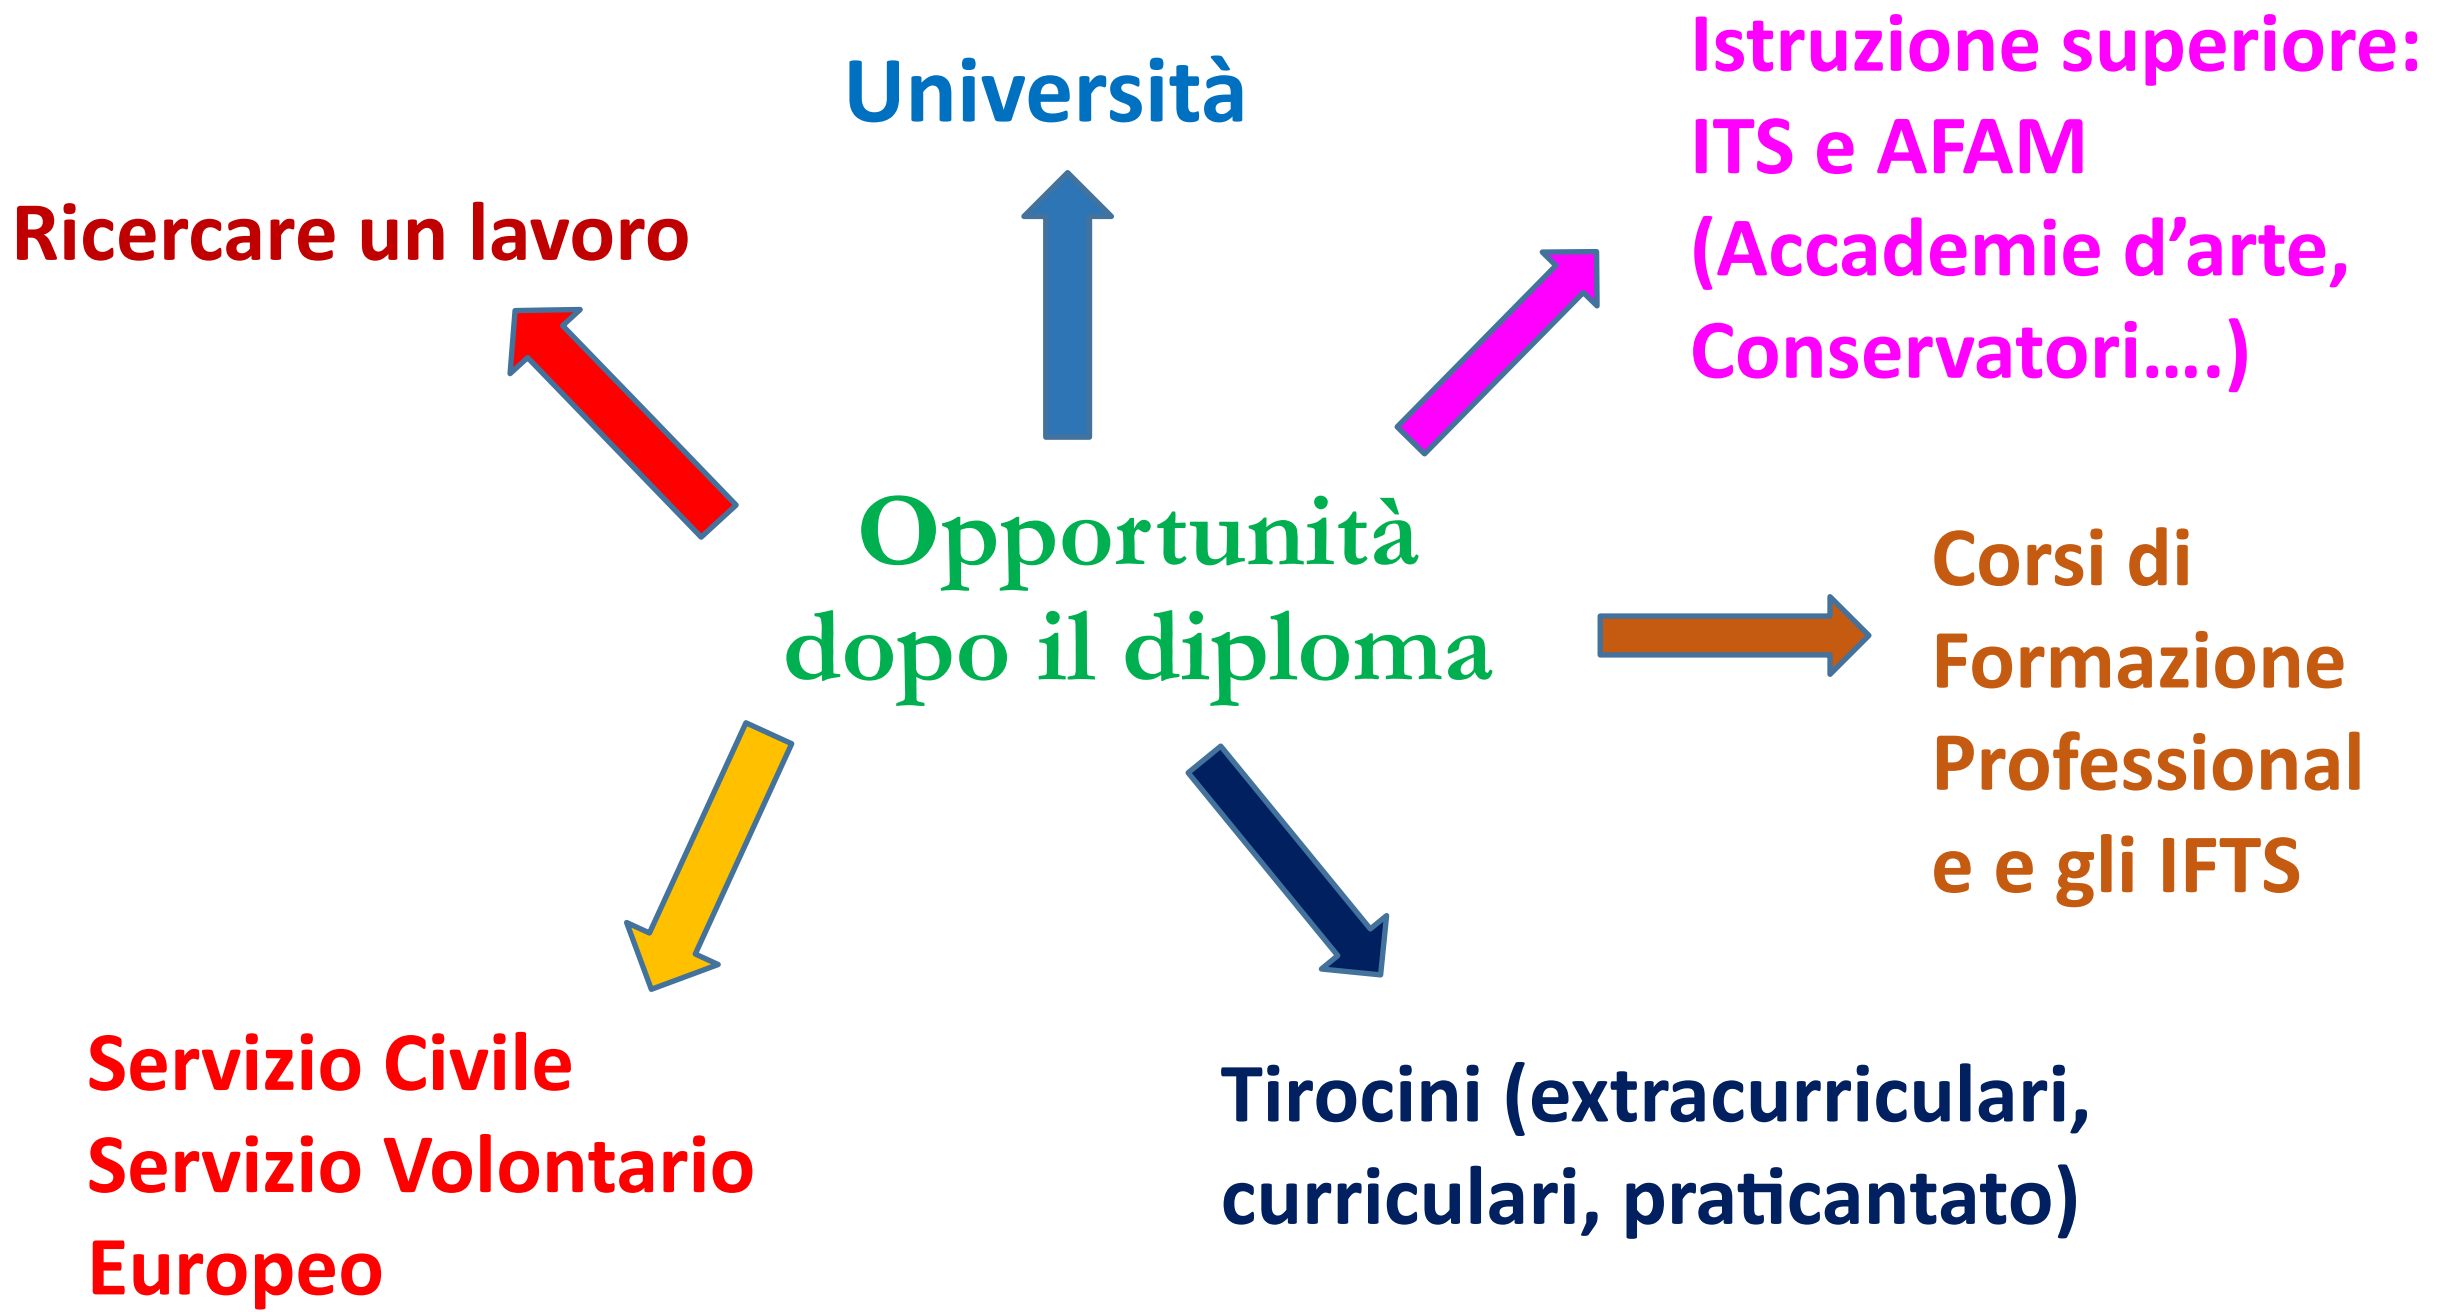 Università
Istruzione superiore:
ITS e AFAM
(Accademie d’arte,
Conservatori….)
Ricercare un lavoro
Opportunità
dopo il diploma
Corsi di
Formazione
Professional
e e gli IFTS
Servizio Civile
Servizio Volontario
Europeo
Tirocini (extracurriculari,
curriculari, praticantato)